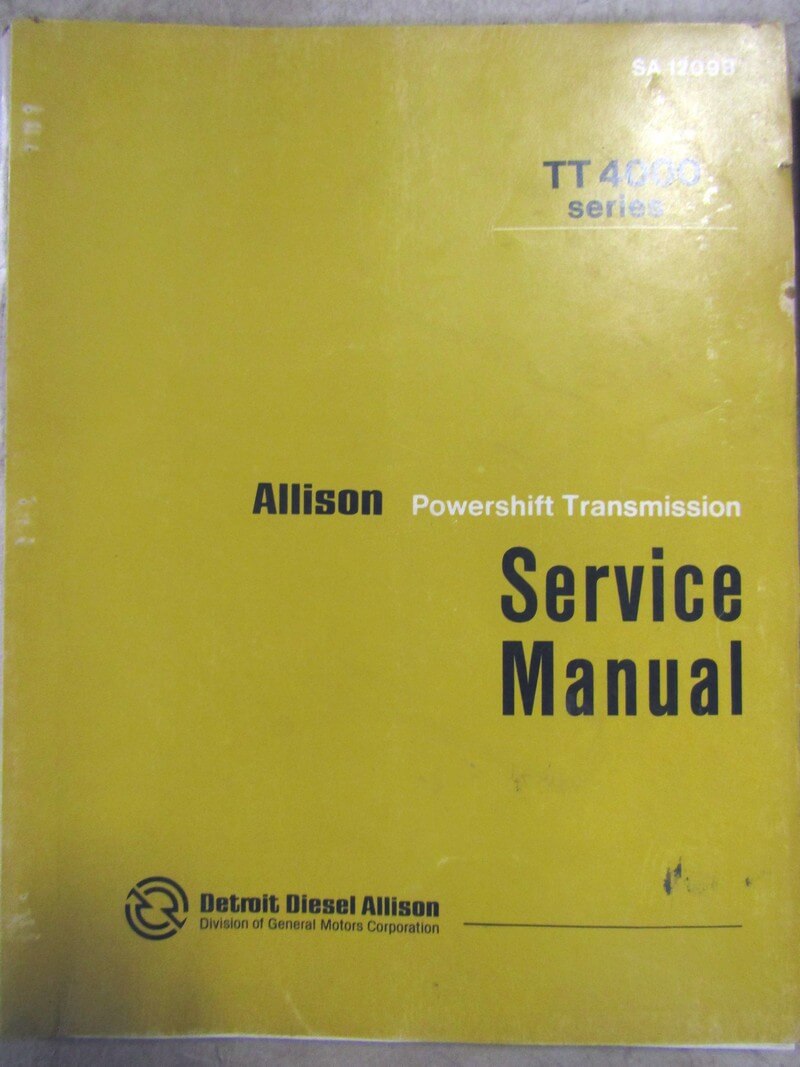 SA 1209B
TT 4000
series
Allison Powershift Transmission
Service
Manual
Detroit Diesel Allison
Division of General Motors Corporation